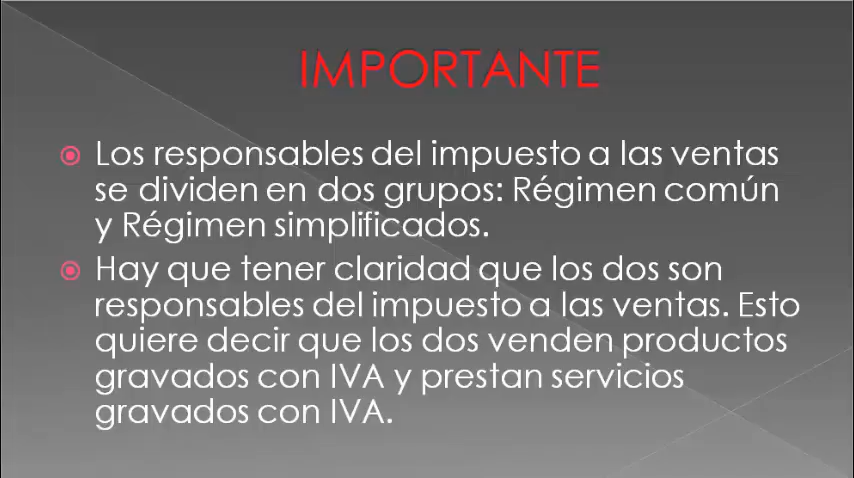 IMPORTANTE
Los responsables del impuesto a las ventas
se dividen en dos grupos: Régimen común
y Régimen simplificados.
Hay que tener claridad que los dos son
responsables del impuesto a las ventas. Esto
quiere decir que los dos venden productos
gravados con IVA y prestan servicios
gravados con IVA.